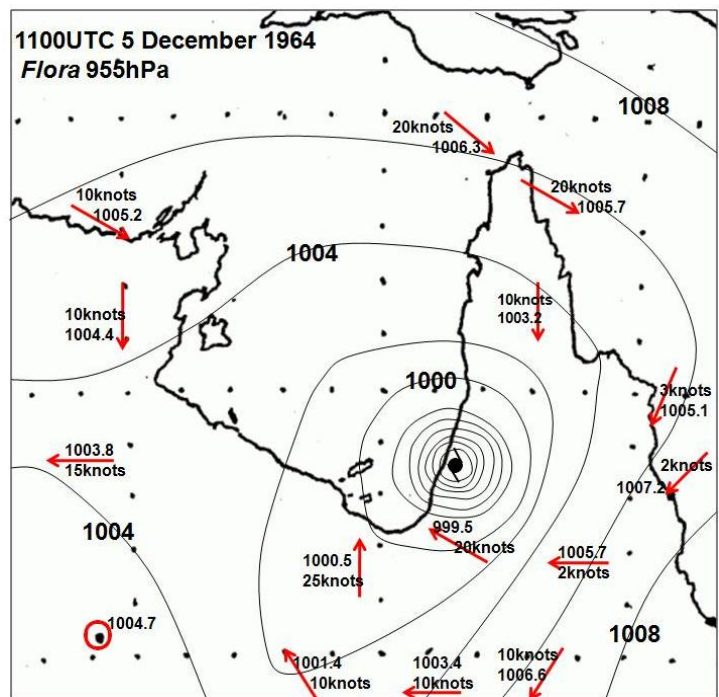 1100UTC 5 December 1964
Flora 955hPa
1008
20knots
1006.3
10knots
1005.2
20knots
1005.7
1004
10knots
1004.4
10knots
1003.2
1000
3knots
1005.1
1003.8
15knots
2knots
1007.2
1004
999.5
20knots
1000.5
25knots
1005.7
2knots
1004.7
1008
1001.4
10knots
1003.4
10knots
10knots
1006.6